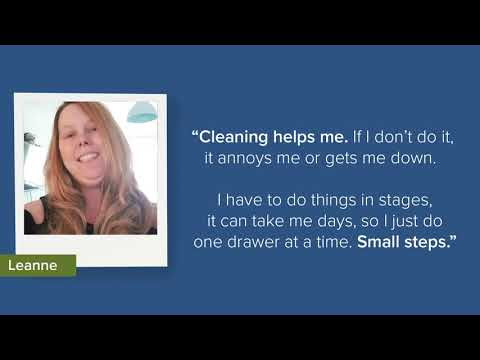 “Cleaning helps me. If I don’t do it,
it annoys me or gets me down.
I have to do things in stages,
it can take me days, so I just do
one drawer at a time. Small steps.”
Leanne